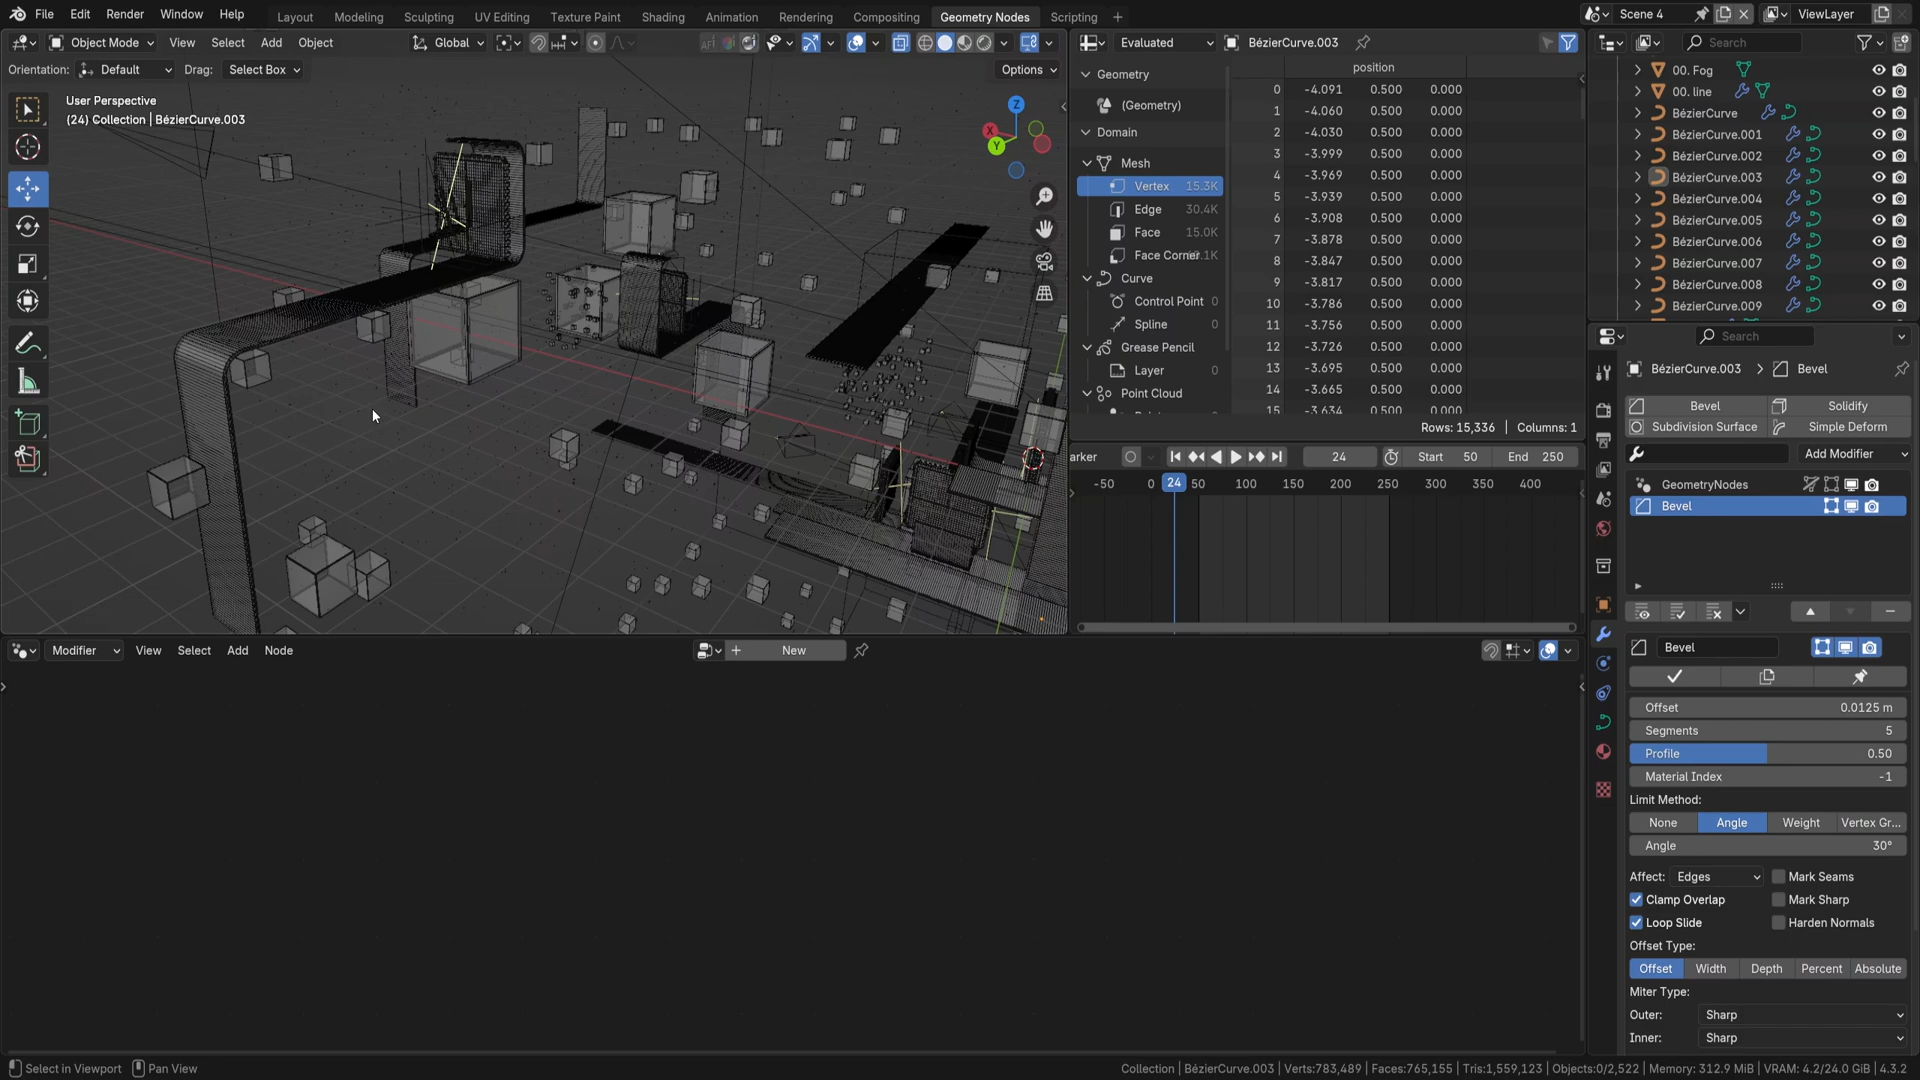 File Edit Render Window Help Layout Modeling Sculpting UV Editing Texture Paint Shading Animation Rendering Compositing Geometry Nodes Scripting + Scene 4 ViewLayer
Object Mode View Select Add Object Global
Orientation: Default Drag: Select Box Options
User Perspective
(24) Collection | BézierCurve.003
Z
X
Y
Evaluated BézierCurve.003
Geometry
(Geometry)
Domain
Mesh
Vertex 15.3K
Edge 30.4K
Face 15.0K
Face Corner
Curve
Control Point 0
Spline 0
Grease Pencil
Layer 0
Point Cloud
position
0 -4.091 0.500 0.000
1 -4.060 0.500 0.000
2 -4.030 0.500 0.000
3 -3.999 0.500 0.000
4 -3.969 0.500 0.000
5 -3.939 0.500 0.000
6 -3.908 0.500 0.000
7 -3.878 0.500 0.000
8 -3.847 0.500 0.000
9 -3.817 0.500 0.000
10 -3.786 0.500 0.000
11 -3.756 0.500 0.000
12 -3.726 0.500 0.000
13 -3.695 0.500 0.000
14 -3.665 0.500 0.000
15 -3.634 0.500 0.000
Rows: 15,336 | Columns: 1
arker 24 Start 50 End 250
-50 0 24 50 100 150 200 250 300 350 400
Search
00. Fog
00. line
BézierCurve
BézierCurve.001
BézierCurve.002
BézierCurve.003
BézierCurve.004
BézierCurve.005
BézierCurve.006
BézierCurve.007
BézierCurve.008
BézierCurve.009
Search
BézierCurve.003 > Bevel
Bevel Solidify
Subdivision Surface Simple Deform
Add Modifier
GeometryNodes
Bevel
Bevel
Offset 0.0125 m
Segments 5
Profile 0.50
Material Index -1
Limit Method:
None Angle Weight Vertex Gr...
Angle 30°
Affect: Edges Mark Seams
Clamp Overlap Mark Sharp
Loop Slide Harden Normals
Offset Type:
Offset Width Depth Percent Absolute
Miter Type:
Outer: Sharp
Inner: Sharp
Modifier View Select Add Node + New
Select in Viewport Pan View
Collection | BézierCurve.003 | Verts:783,489 | Faces:765,155 | Tris:1,559,123 | Objects:0/2,522 | Memory: 312.9 MiB | VRAM: 4.2/24.0 GiB | 4.3.2